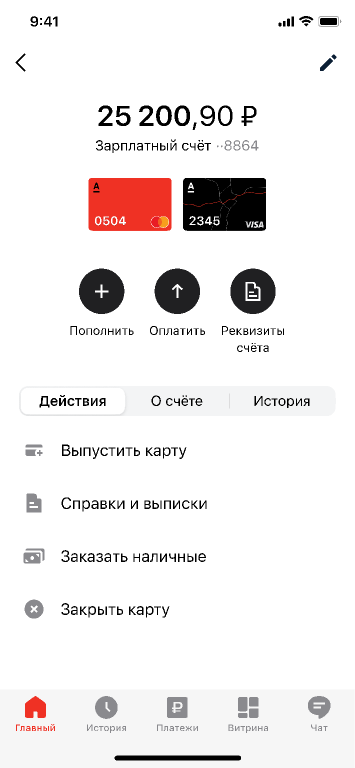 9:41
25 200,90 ₽
Зарплатный счёт ··8864
A
A
0504
2345
VISA
Пополнить
Оплатить
Реквизиты
счёта
Действия
О счёте
История
Выпустить карту
Справки и выписки
Заказать наличные
Закрыть карту
Главный
История
Платежи
Витрина
Чат